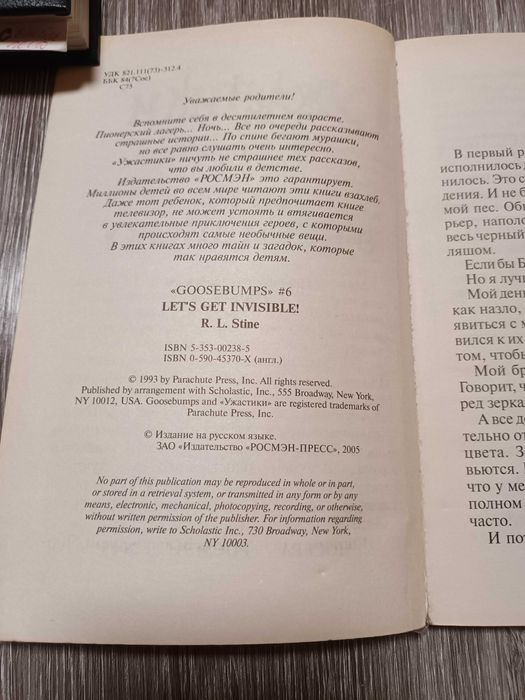 УДК 821.111(73)-312.4
ББК 84(7Сое)
С75
Уважаемые родители!
Вспомните себя в десятилетнем возрасте.
Пионерский лагерь... Ночь... Все по очереди рассказывают
страшные истории... По спине бегают мурашки,
но все равно слушать очень интересно.
«Ужастики» ничуть не страшнее тех рассказов,
что вы любили в детстве.
Издательство «РОСМЭН» это гарантирует.
Миллионы детей во всем мире читают эти книги взахлеб.
Даже тот ребенок, который предпочитает книге
телевизор, не может устоять и втягивается
в увлекательные приключения героев, с которыми
происходят самые необычные вещи.
В этих книгах много тайн и загадок, которые
так нравятся детям.
«GOOSEBUMPS» #6
LET'S GET INVISIBLE!
R. L. Stine
ISBN 5-353-00238-5
ISBN 0-590-45370-X (англ.)
© 1993 by Parachute Press, Inc. All rights reserved.
Published by arrangement with Scholastic, Inc., 555 Broadway, New York,
NY 10012, USA. Goosebumps and «Ужастики» are registered trademarks of
Parachute Press, Inc.
© Издание на русском языке.
ЗАО «Издательство «РОСМЭН-ПРЕСС», 2005
No part of this publication may be reproduced in whole or in part,
or stored in a retrieval system, or transmitted in any form or by any
means, electronic, mechanical, photocopying, recording, or otherwise,
without written permission of the publisher. For information regarding
permission, write to Scholastic Inc., 730 Broadway, New York,
NY 10003.
В первый р
исполнилось д
нилось. Это с
дения. И не б
мой пес. Обы
рьер, напол
весь черный
ляшом.
Если бы Б
Но я лучш
Мой ден
как назло,
явиться с м
вился к их
том, чтобы
Мой бр
Говорит, ч
ред зерка
А все д
тельно от
цвета. З
вьются.
что у ме
полном
часто.
И пот